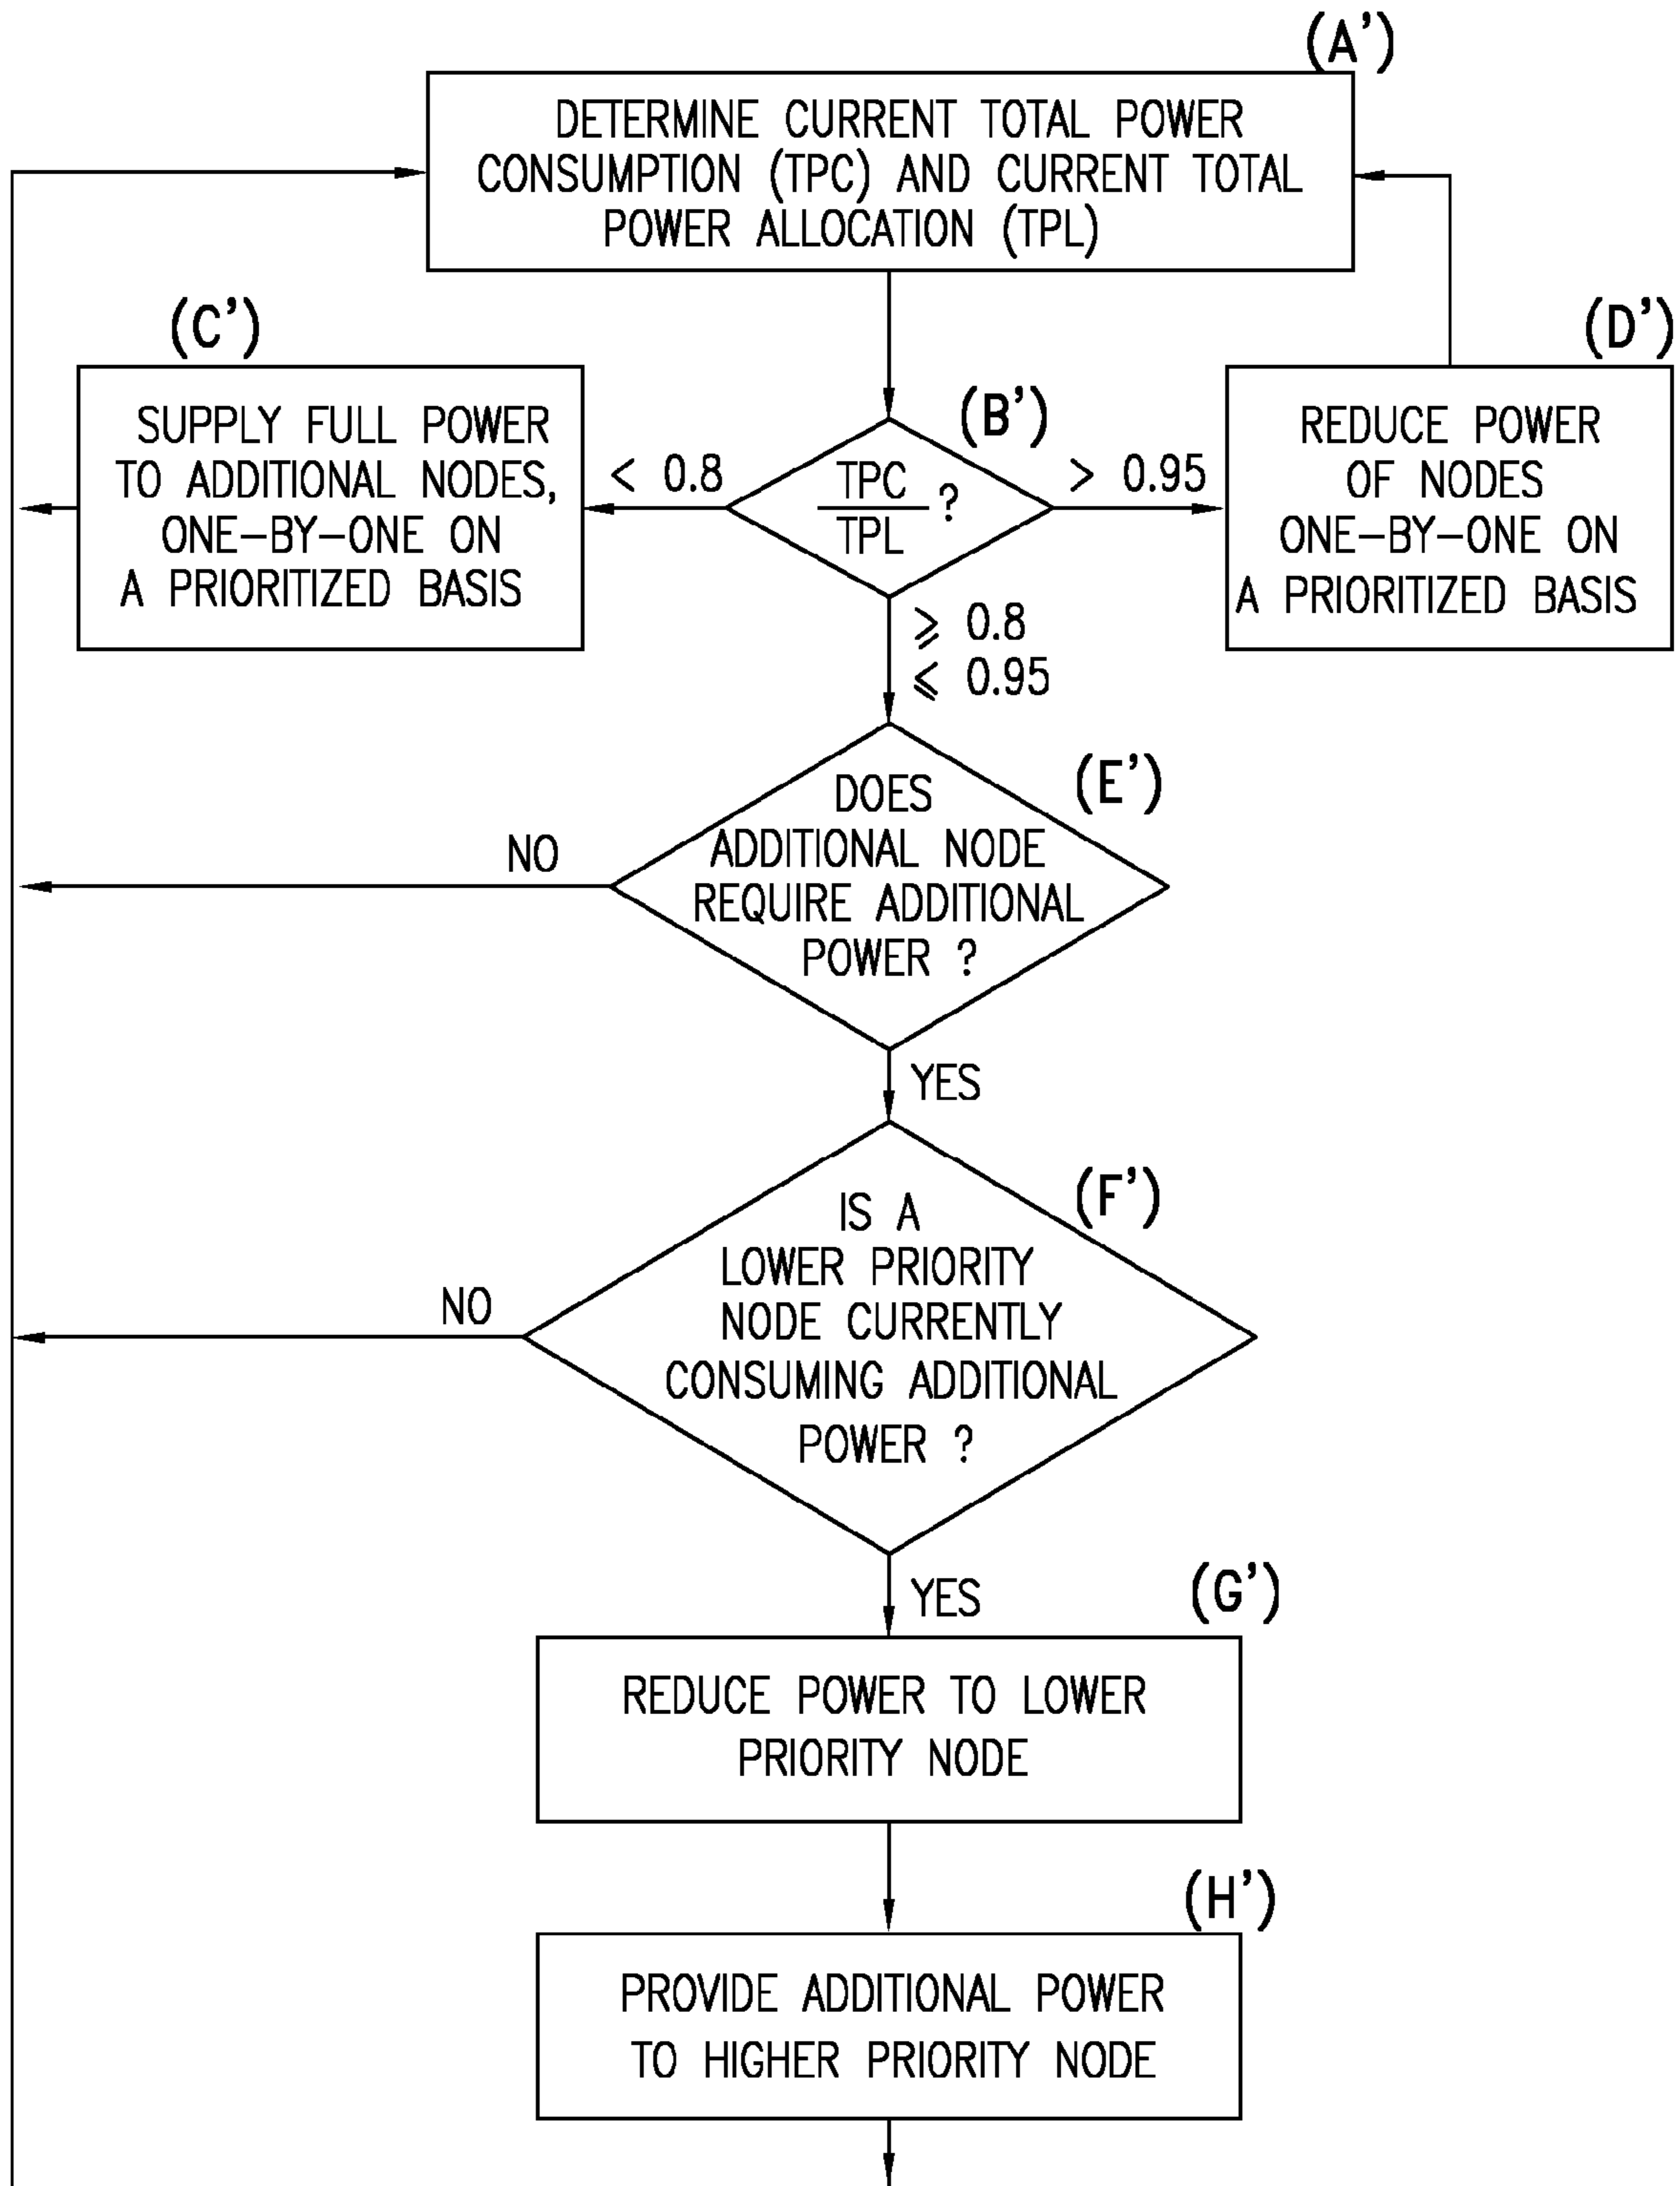 (A')
DETERMINE CURRENT TOTAL POWER
CONSUMPTION (TPC) AND CURRENT TOTAL
POWER ALLOCATION (TPL)
(C')
SUPPLY FULL POWER
TO ADDITIONAL NODES,
ONE-BY-ONE ON
A PRIORITIZED BASIS
< 0.8
(B')
TPC
TPL
?
> 0.95
(D')
REDUCE POWER
OF NODES
ONE-BY-ONE ON
A PRIORITIZED BASIS
⩾ 0.8
⩽ 0.95
(E')
DOES
ADDITIONAL NODE
REQUIRE ADDITIONAL
POWER ?
NO
YES
(F')
IS A
LOWER PRIORITY
NODE CURRENTLY
CONSUMING ADDITIONAL
POWER ?
NO
YES
(G')
REDUCE POWER TO LOWER
PRIORITY NODE
(H')
PROVIDE ADDITIONAL POWER
TO HIGHER PRIORITY NODE